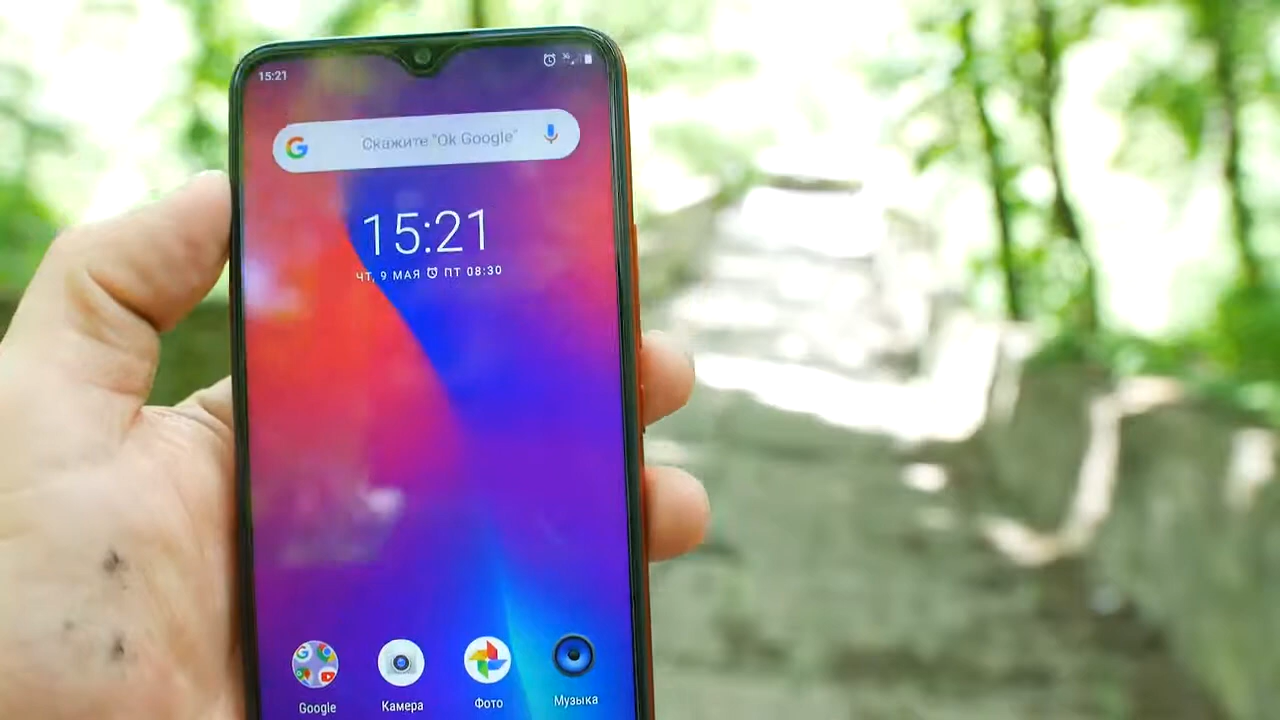 15:21
Скажите "Ok Google"
15:21
ЧТ, 9 МАЯ ПТ 08:30
Google
Камера
Фото
Музыка